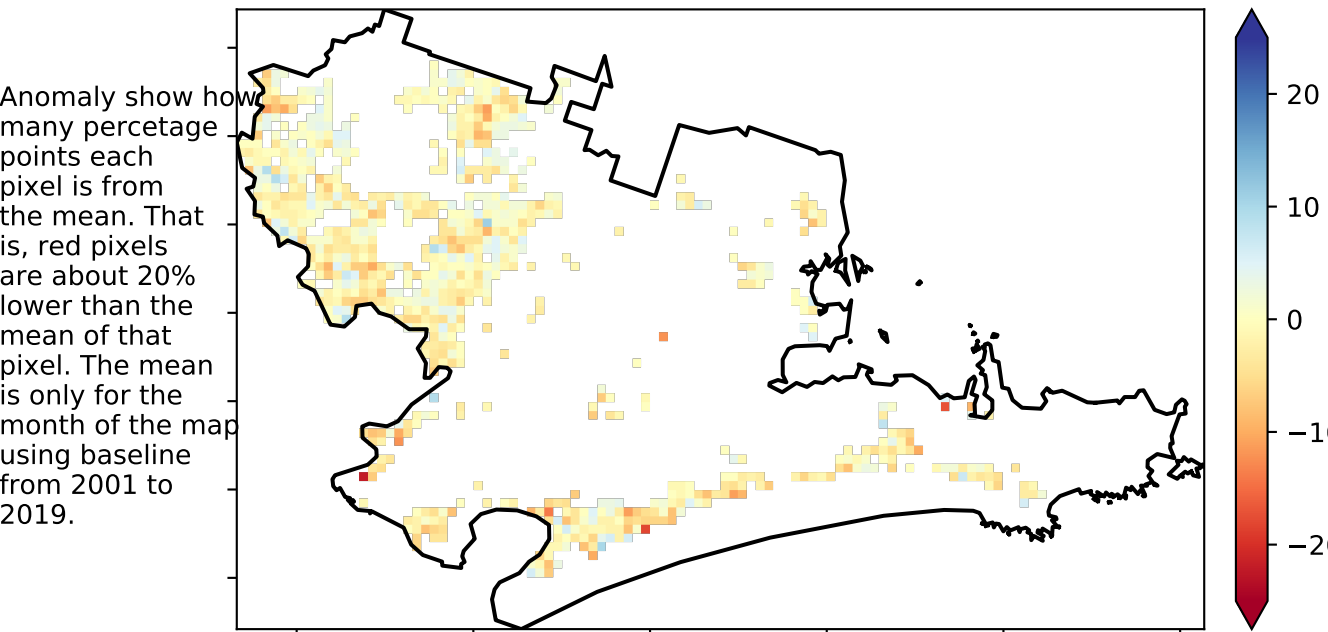 Anomaly show how
many percetage
points each
pixel is from
the mean. That
is, red pixels
are about 20%
lower than the
mean of that
pixel. The mean
is only for the
month of the map
using baseline
from 2001 to
2019.
20
10
0
−10
−20